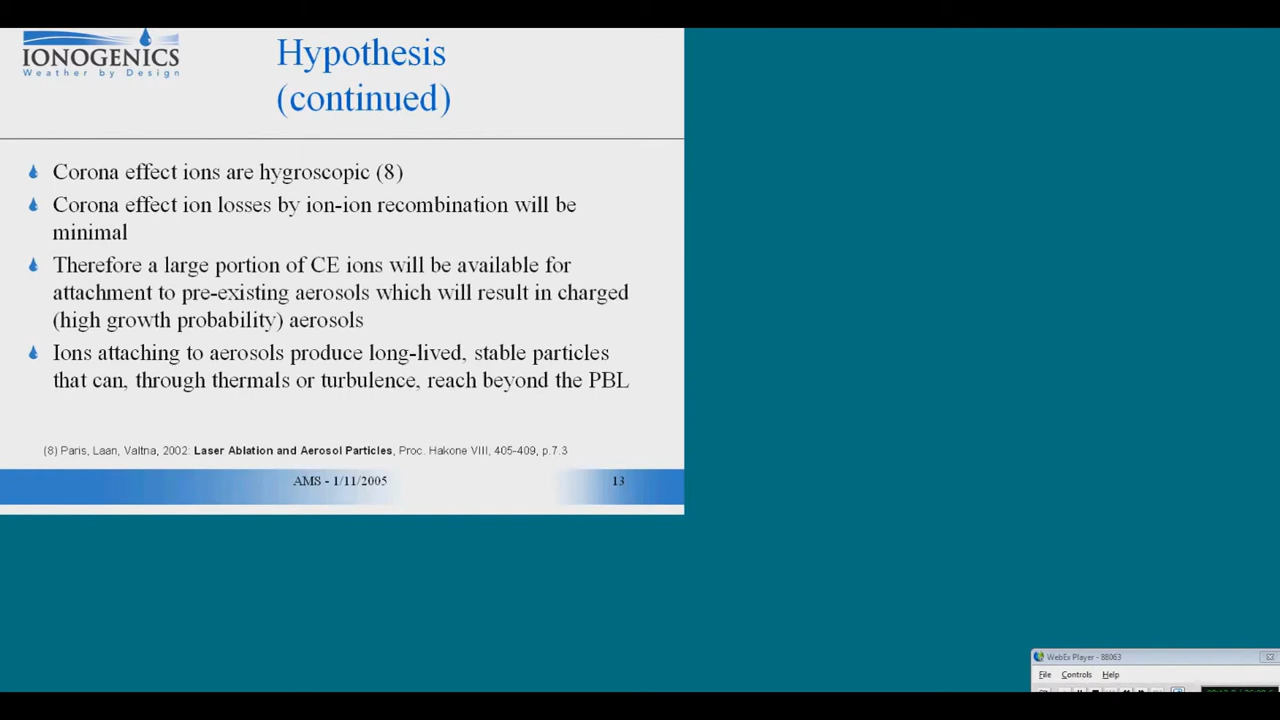 IONOGENICS
Weather by Design
Hypothesis
(continued)
Corona effect ions are hygroscopic (8)
Corona effect ion losses by ion-ion recombination will be
minimal
Therefore a large portion of CE ions will be available for
attachment to pre-existing aerosols which will result in charged
(high growth probability) aerosols
Ions attaching to aerosols produce long-lived, stable particles
that can, through thermals or turbulence, reach beyond the PBL
(8) Paris, Laan, Valtna, 2002: Laser Ablation and Aerosol Particles, Proc. Hakone VIII, 405-409, p.7.3
AMS - 1/11/2005
13
WebEx Player - 88063
File Controls Help